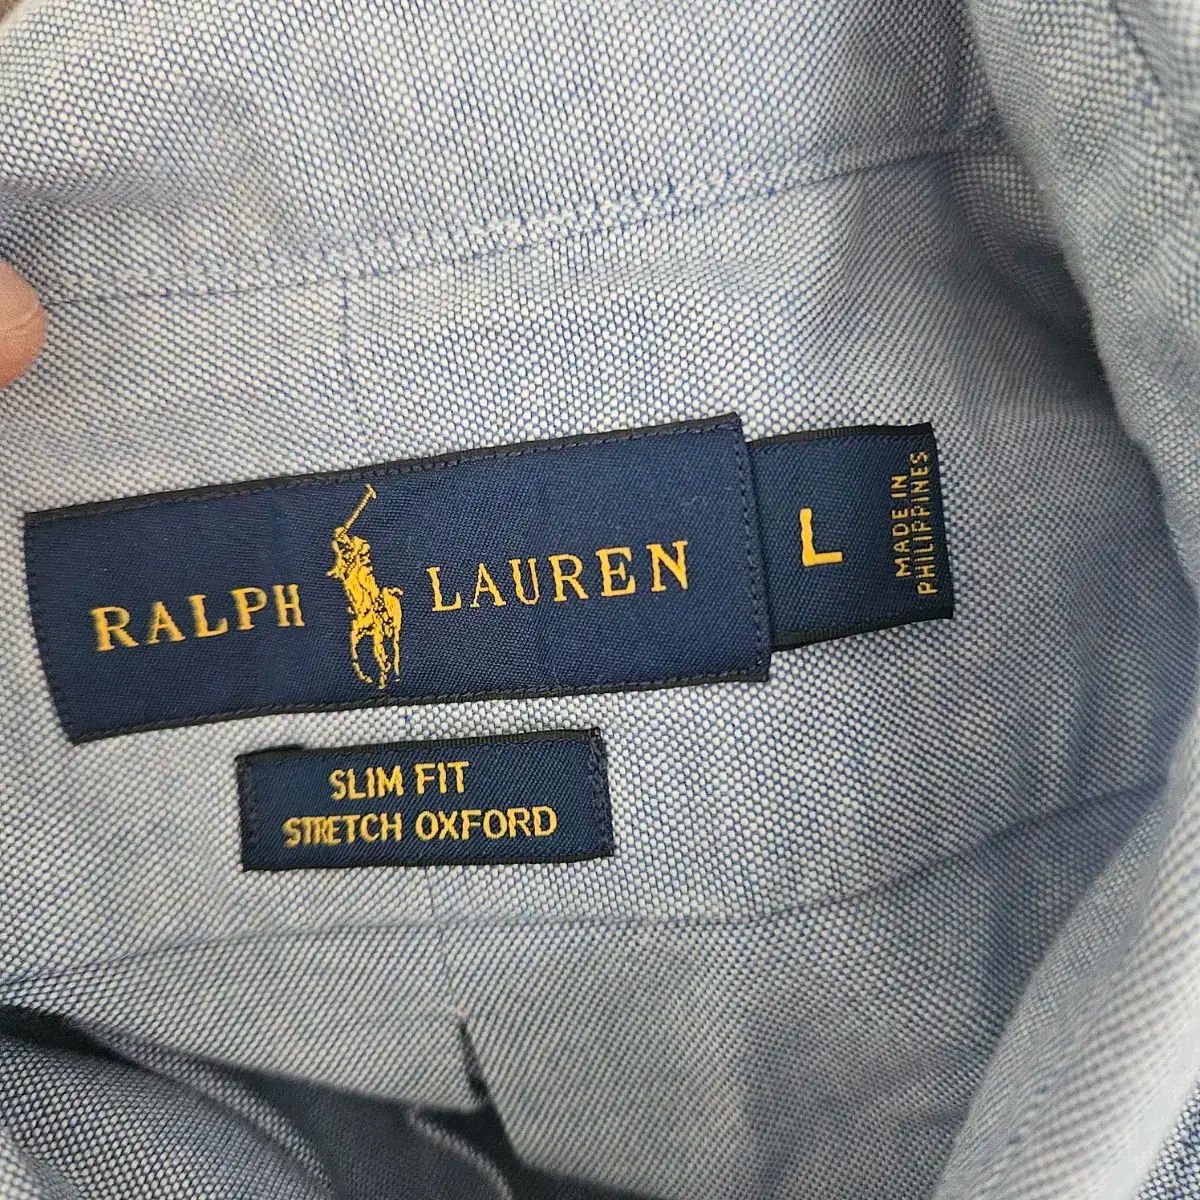 RALPH LAUREN
L
MADE IN
PHILIPPINES
SLIM FIT
STRETCH OXFORD